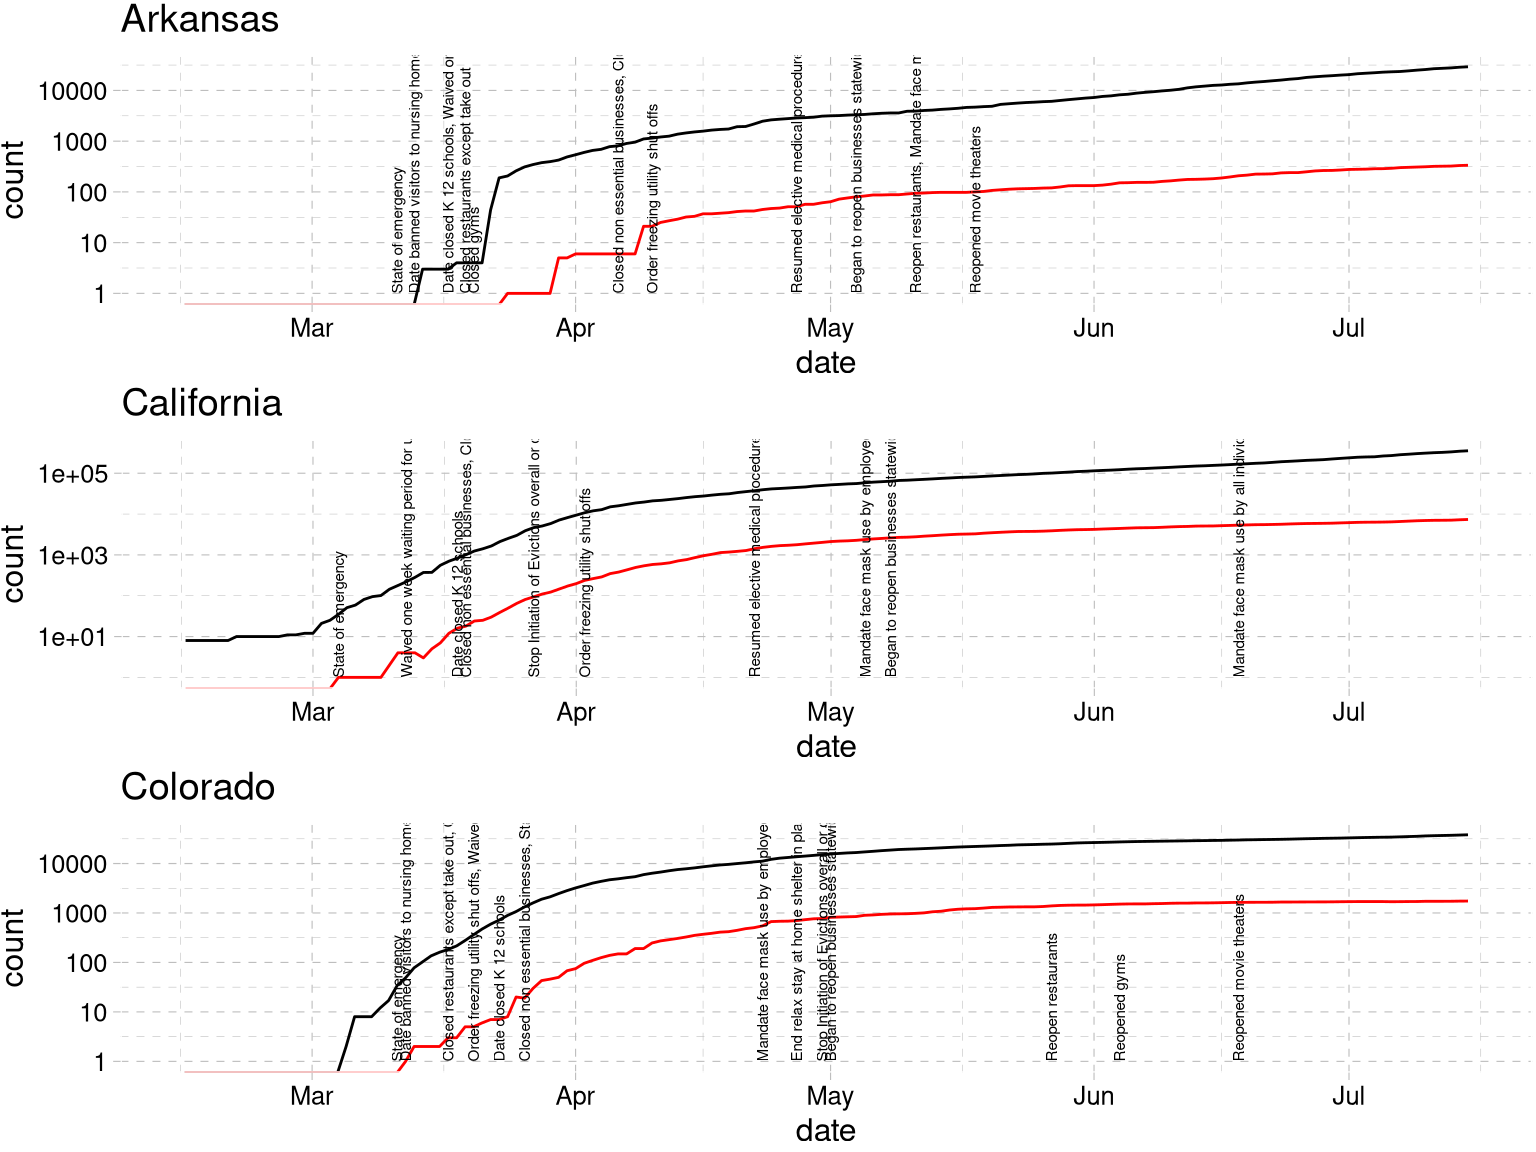 Arkansas
count
10000
1000
100
10
1
State of emergency
Date banned visitors to nursing home
Date closed K 12 schools, Waived or
Closed restaurants except take out
Closed gyms
Closed non essential businesses, Cl
Order freezing utility shut offs
Resumed elective medical procedure
Began to reopen businesses statewi
Reopen restaurants, Mandate face m
Reopened movie theaters
Mar
Apr
May
Jun
Jul
date
California
count
1e+05
1e+03
1e+01
State of emergency
Waived one week waiting period for u
Date closed K 12 schools
Closed non essential businesses, Cl
Stop Initiation of Evictions overall or d
Order freezing utility shut offs
Resumed elective medical procedure
Mandate face mask use by employe
Began to reopen businesses statewi
Mandate face mask use by all individ
Mar
Apr
May
Jun
Jul
date
Colorado
count
10000
1000
100
10
1
State of emergency
Date banned visitors to nursing home
Closed restaurants except take out,
Order freezing utility shut offs, Waive
Date closed K 12 schools
Closed non essential businesses, St
Mandate face mask use by employe
End relax stay at home shelter in pla
Stop Initiation of Evictions overall or
Began to reopen businesses statewi
Reopen restaurants
Reopened gyms
Reopened movie theaters
Mar
Apr
May
Jun
Jul
date